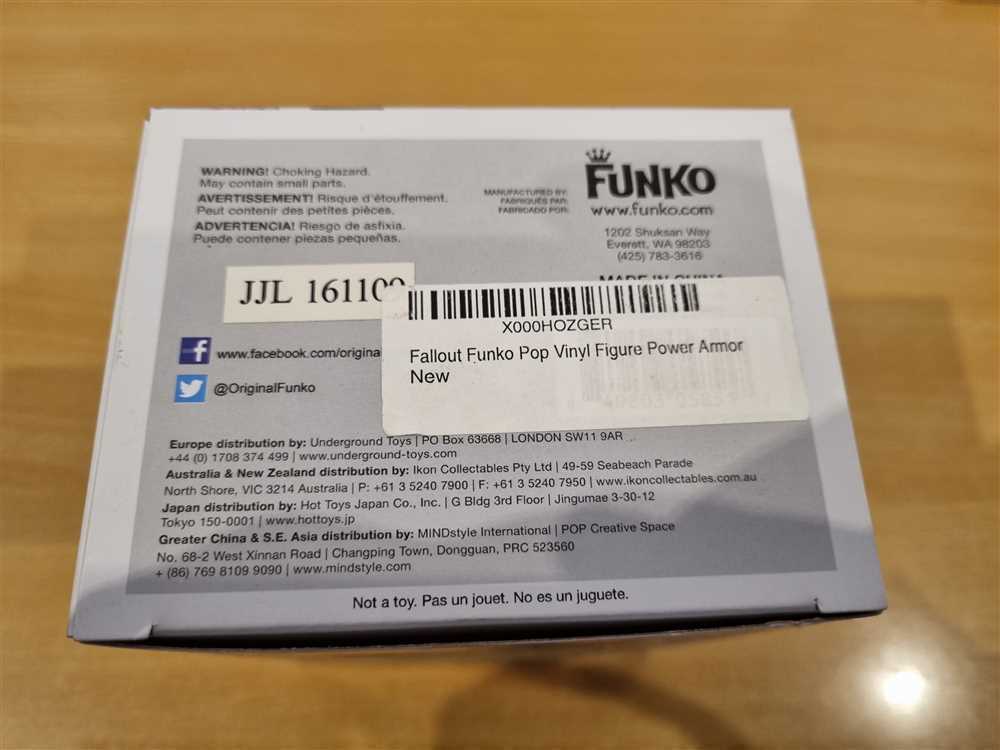 WARNING! Choking Hazard.
May contain small parts.
AVERTISSEMENT! Risque d'étouffement.
Peut contenir des petites pièces.
ADVERTENCIA! Riesgo de asfixia.
Puede contener piezas pequeñas.
MANUFACTURED BY:
FABRIQUÉS PAR:
FABRICADO POR:
FUNKO
www.funko.com
1202 Shuksan Way
Everett, WA 98203
(425) 783-3616
MADE IN CHINA
JJL 161109
X000HOZGER
Fallout Funko Pop Vinyl Figure Power Armor
New
www.facebook.com/origina
@OriginalFunko
Europe distribution by: Underground Toys | PO Box 63668 | LONDON SW11 9AR
+44 (0) 1708 374 499 | www.underground-toys.com
Australia & New Zealand distribution by: Ikon Collectables Pty Ltd | 49-59 Seabeach Parade
North Shore, VIC 3214 Australia | P: +61 3 5240 7900 | F: +61 3 5240 7950 | www.ikoncollectables.com.au
Japan distribution by: Hot Toys Japan Co., Inc. | G Bldg 3rd Floor | Jingumae 3-30-12
Tokyo 150-0001 | www.hottoys.jp
Greater China & S.E. Asia distribution by: MINDstyle International | POP Creative Space
No. 68-2 West Xinnan Road | Changping Town, Dongguan, PRC 523560
+ (86) 769 8109 9090 | www.mindstyle.com
Not a toy. Pas un jouet. No es un juguete.